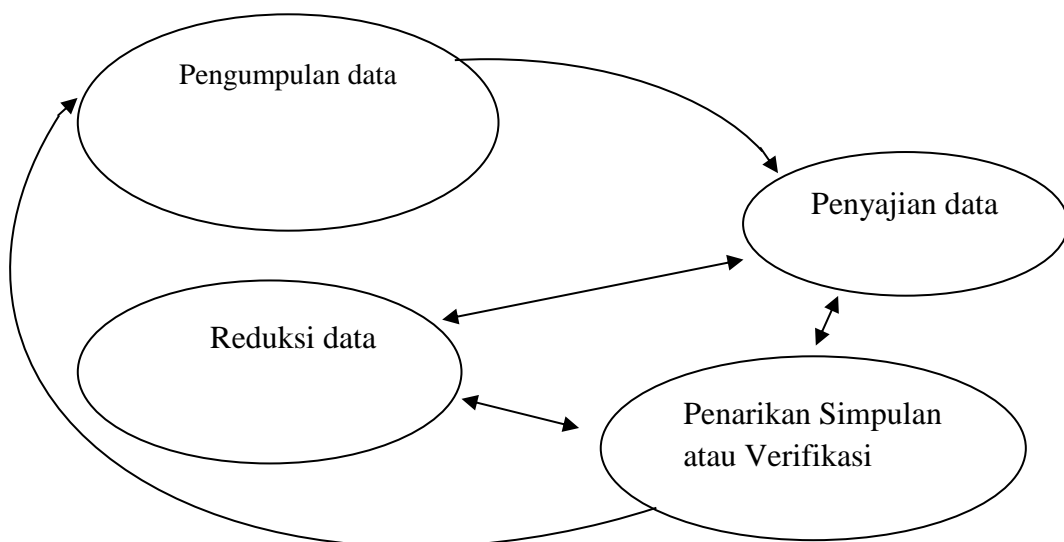 Pengumpulan data
Penyajian data
Reduksi data
Penarikan Simpulan
atau Verifikasi